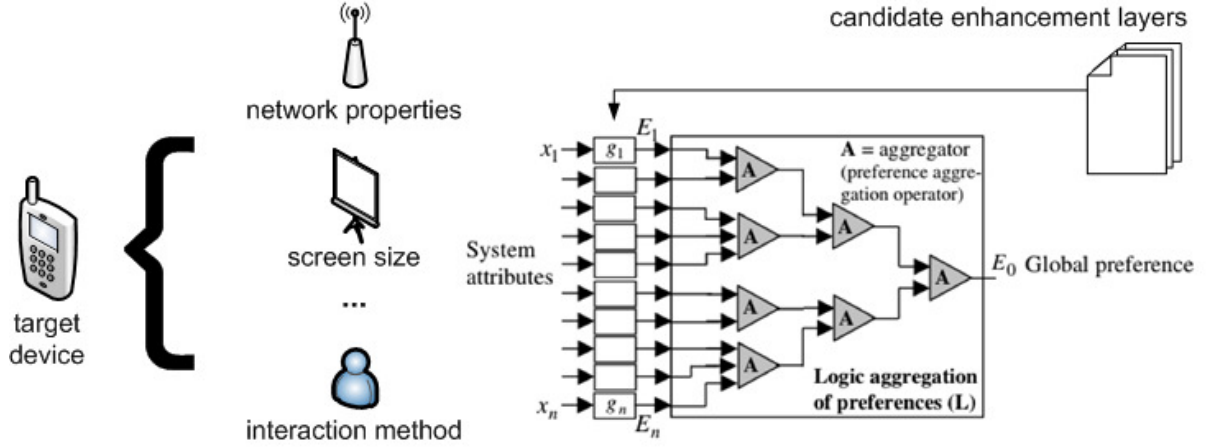 candidate enhancement layers
network properties
screen size
...
interaction method
target
device
System
attributes
x1
xn
g1
gn
E1
En
A = aggregator
(preference aggre-
gation operator)
A
A
A
A
A
A
A
E0 Global preference
Logic aggregation
of preferences (L)